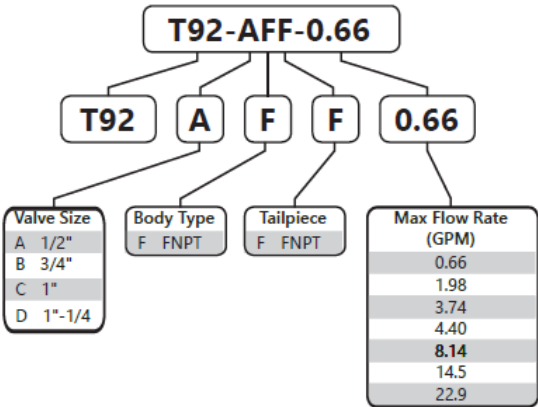 T92-AFF-0.66
T92 A F F 0.66
Valve Size
A 1/2"
B 3/4"
C 1"
D 1"-1/4
Body Type
F FNPT
Tailpiece
F FNPT
Max Flow Rate
(GPM)
0.66
1.98
3.74
4.40
8.14
14.5
22.9